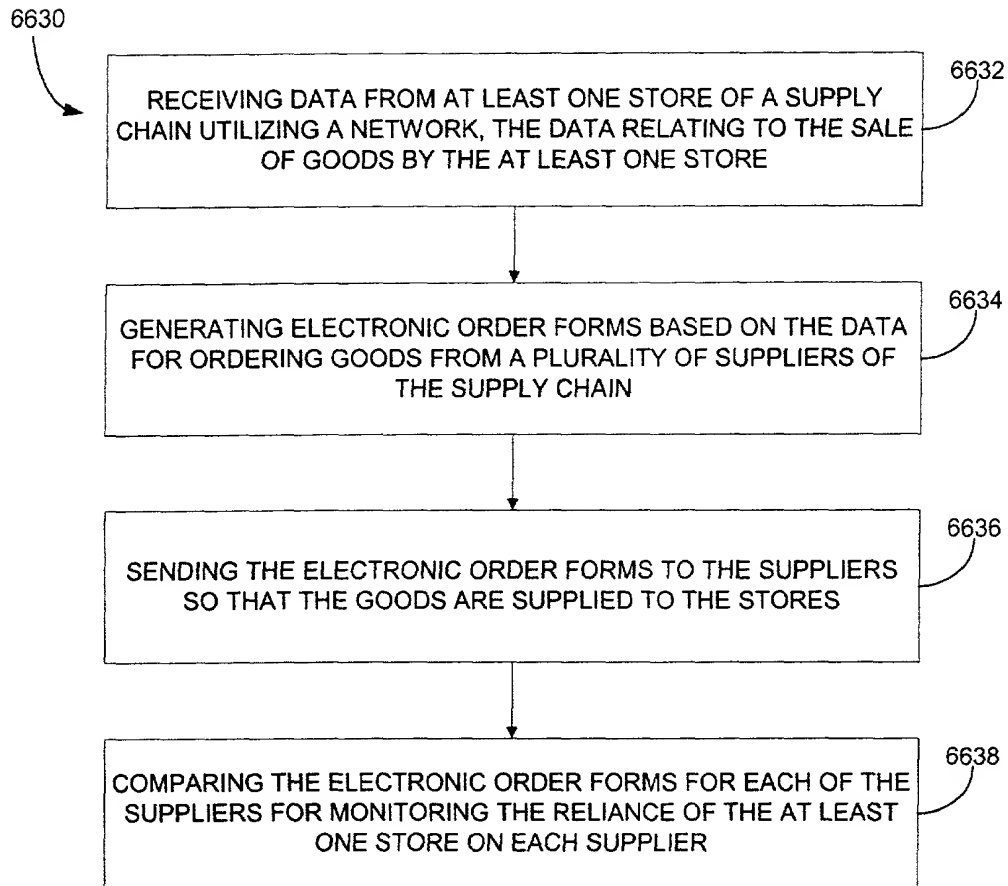 6630
6632
RECEIVING DATA FROM AT LEAST ONE STORE OF A SUPPLY
CHAIN UTILIZING A NETWORK, THE DATA RELATING TO THE SALE
OF GOODS BY THE AT LEAST ONE STORE
6634
GENERATING ELECTRONIC ORDER FORMS BASED ON THE DATA
FOR ORDERING GOODS FROM A PLURALITY OF SUPPLIERS OF
THE SUPPLY CHAIN
6636
SENDING THE ELECTRONIC ORDER FORMS TO THE SUPPLIERS
SO THAT THE GOODS ARE SUPPLIED TO THE STORES
6638
COMPARING THE ELECTRONIC ORDER FORMS FOR EACH OF THE
SUPPLIERS FOR MONITORING THE RELIANCE OF THE AT LEAST
ONE STORE ON EACH SUPPLIER